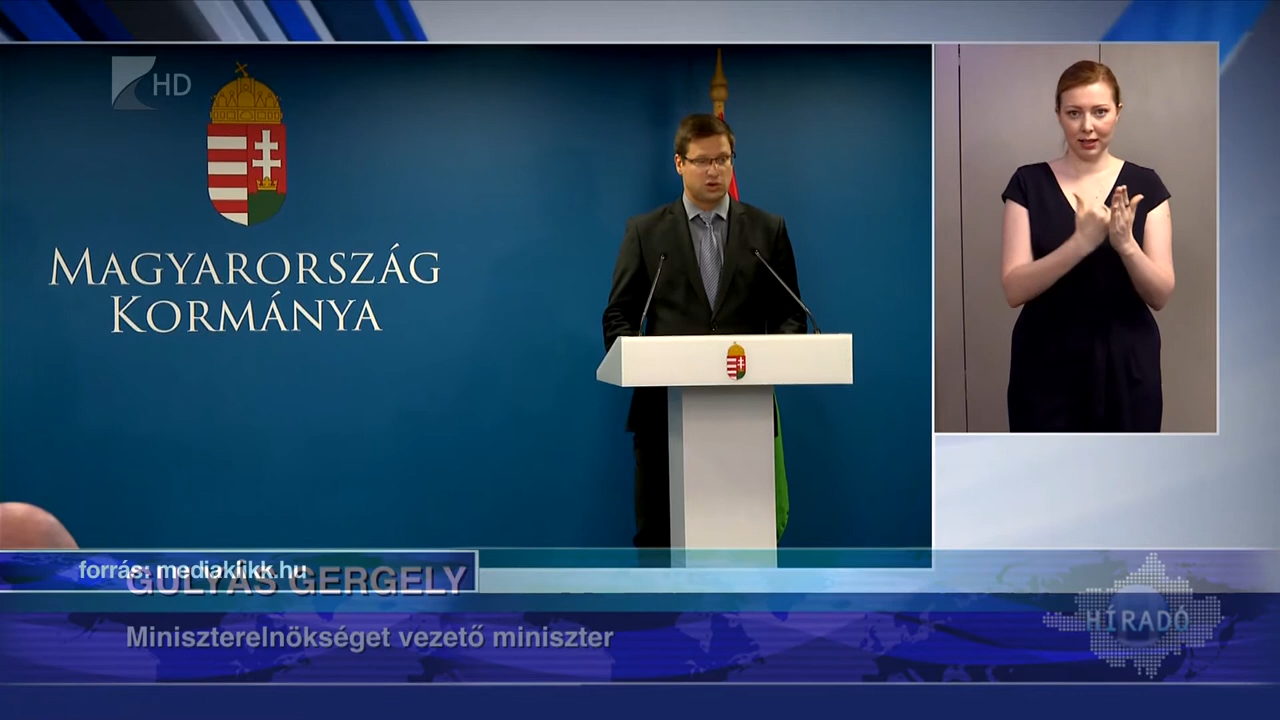 HD
MAGYARORSZÁG
KORMÁNYA
forrás: mediaklikk.hu
GULYÁS GERGELY
Miniszterelnökséget vezető miniszter
HÍRADÓ